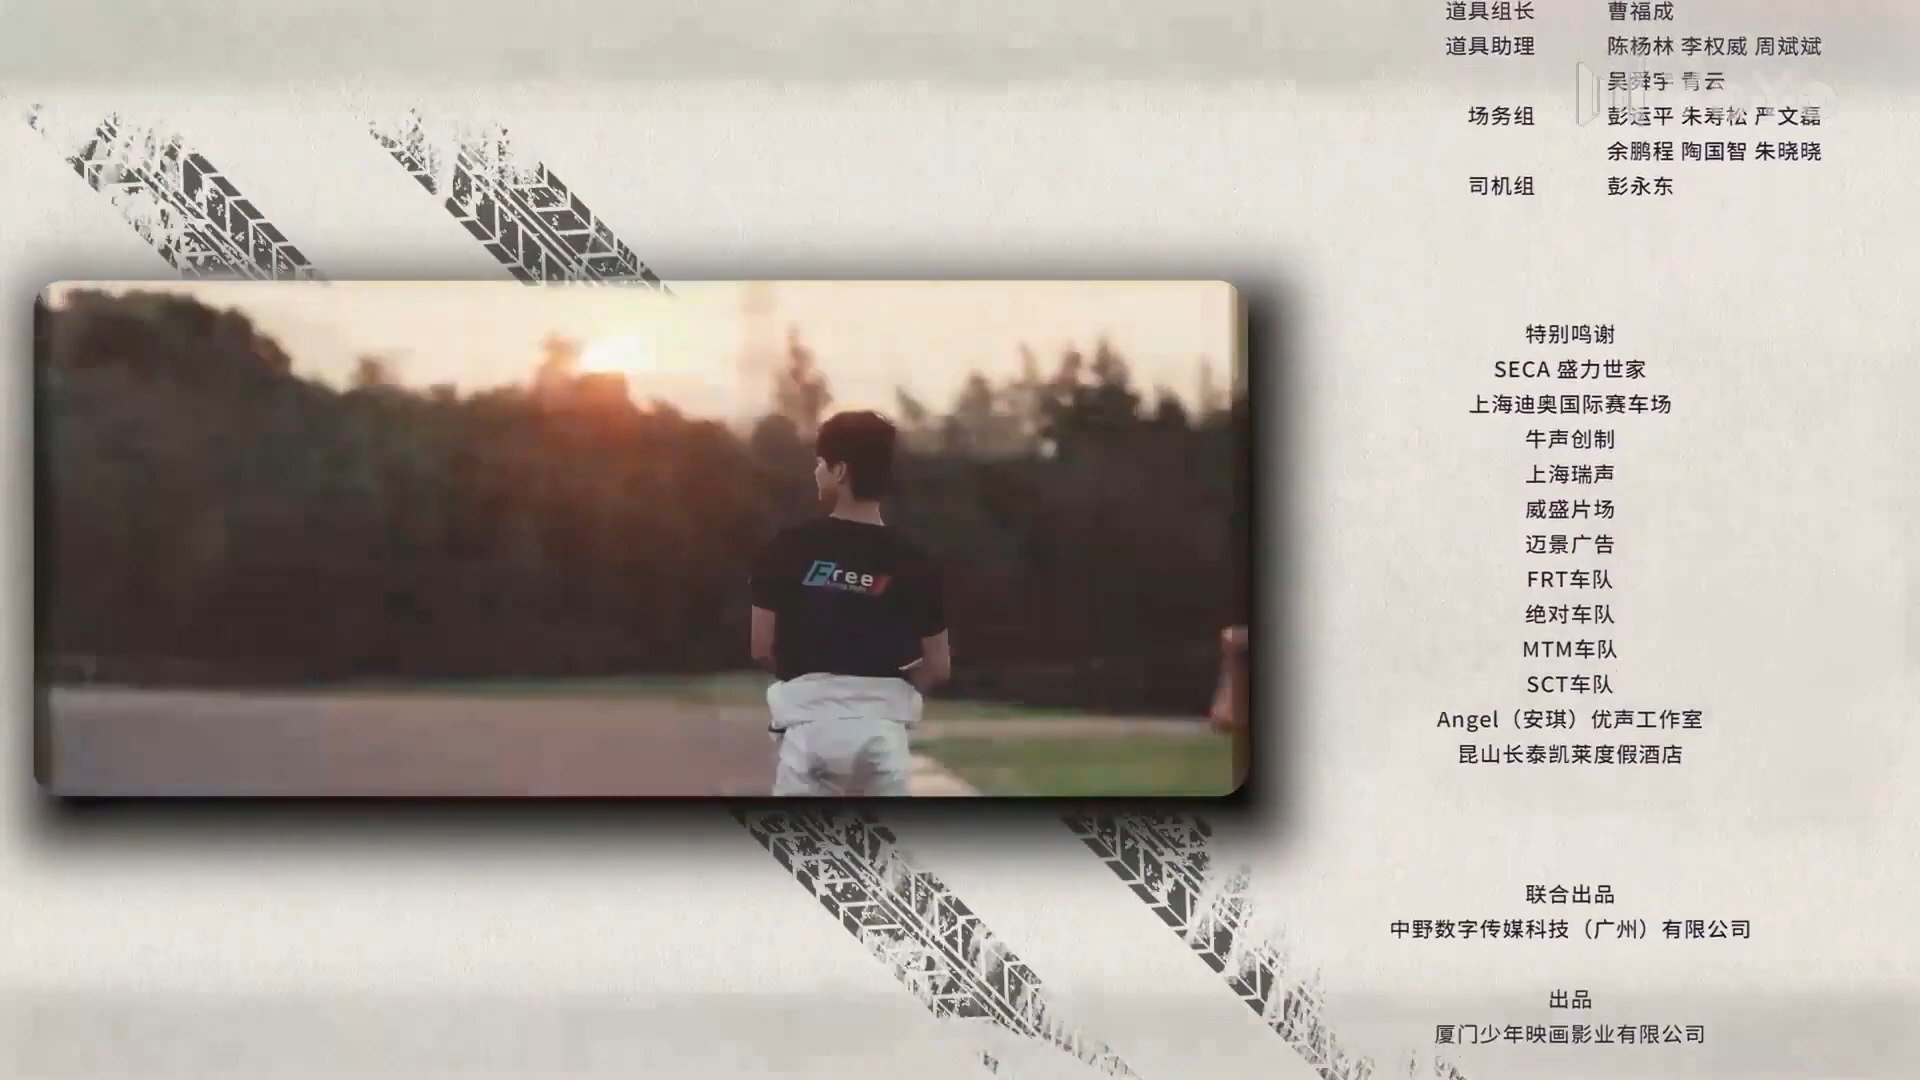 道具组长 曹福成
道具助理 陈杨林 李权威 周斌斌
吴舜宇 青云
场务组 彭运平 朱寿松 严文磊
余鹏程 陶国智 朱晓晓
司机组 彭永东
特别鸣谢
SECA 盛力世家
上海迪奥国际赛车场
牛声创制
上海瑞声
威盛片场
迈景广告
FRT车队
绝对车队
MTM车队
SCT车队
Angel（安琪）优声工作室
昆山长泰凯莱度假酒店
联合出品
中野数字传媒科技（广州）有限公司
出品
厦门少年映画影业有限公司
Free